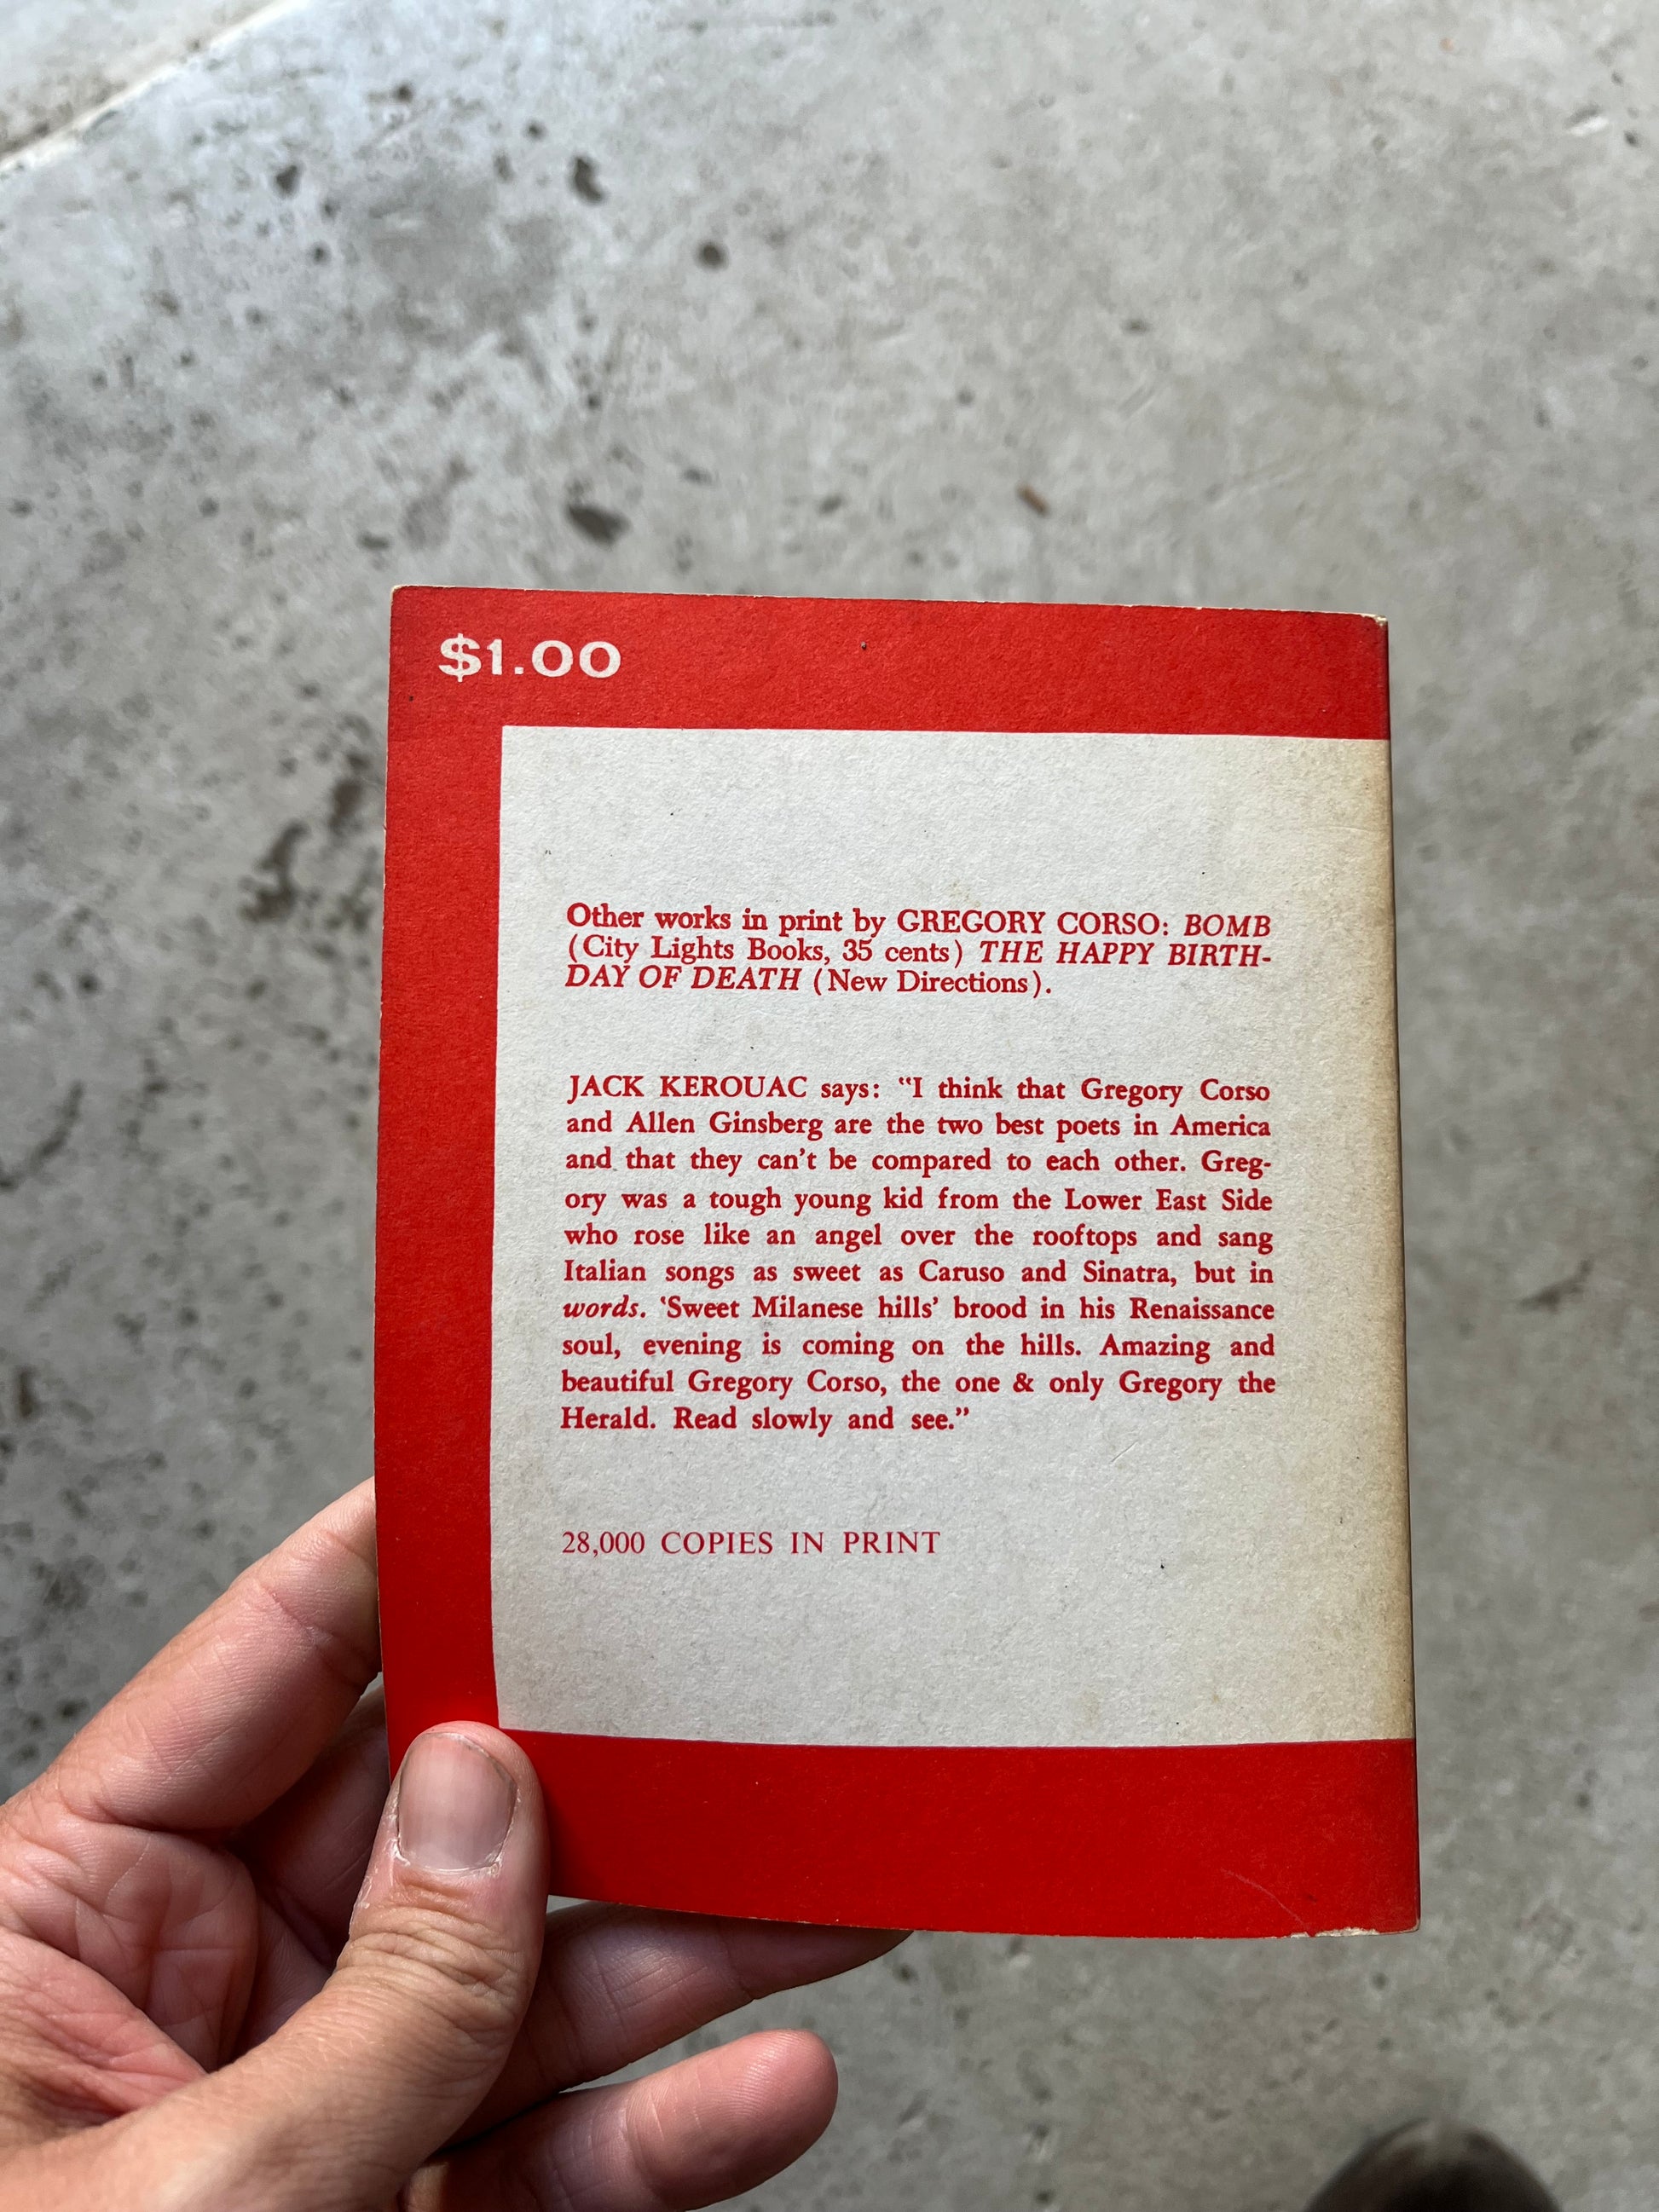 $1.00
Other works in print by GREGORY CORSO: BOMB
(City Lights Books, 35 cents) THE HAPPY BIRTH-
DAY OF DEATH (New Directions).
JACK KEROUAC says: “I think that Gregory Corso
and Allen Ginsberg are the two best poets in America
and that they can’t be compared to each other. Greg-
ory was a tough young kid from the Lower East Side
who rose like an angel over the rooftops and sang
Italian songs as sweet as Caruso and Sinatra, but in
words. ‘Sweet Milanese hills’ brood in his Renaissance
soul, evening is coming on the hills. Amazing and
beautiful Gregory Corso, the one & only Gregory the
Herald. Read slowly and see.”
28,000 COPIES IN PRINT